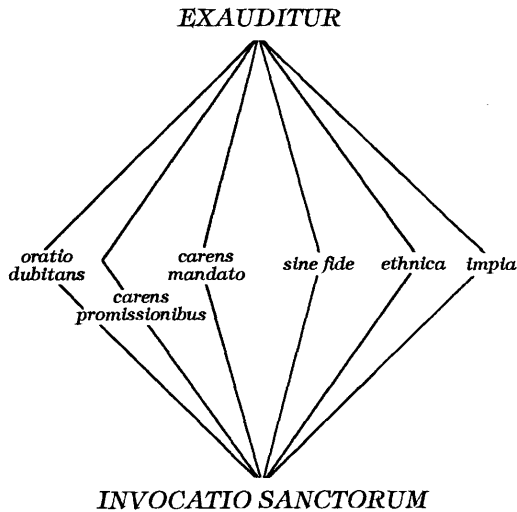 EXAUDITUR
oratio
dubitans
carens
promissionibus
carens
mandato
sine fide
ethnica
impia
INVOCATIO SANCTORUM